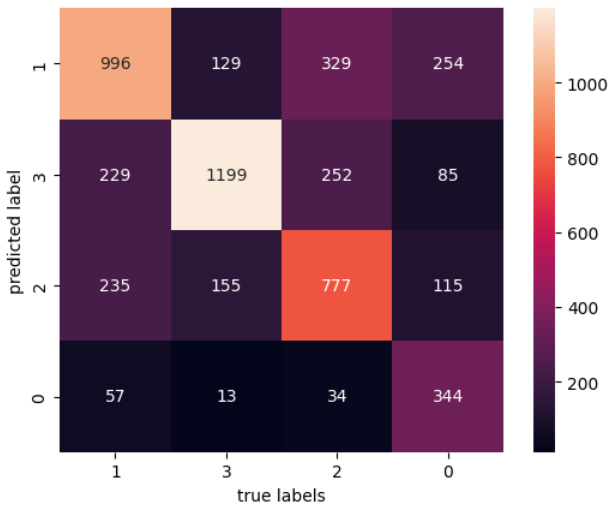 1 996 129 329 254
3 229 1199 252 85
2 235 155 777 115
0 57 13 34 344
1 3 2 0
true labels
predicted label
1000
800
600
400
200